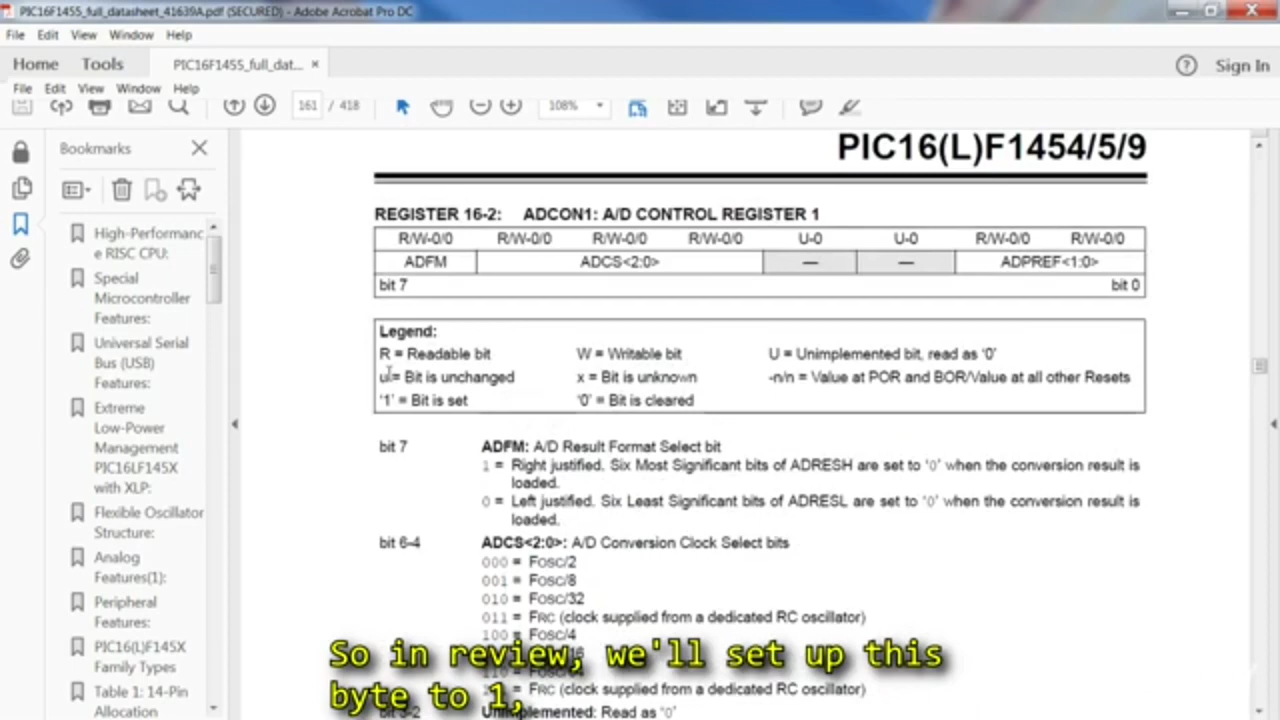 PIC16F1455_full_datasheet_41639A.pdf (SECURED) - Adobe Acrobat Pro DC
File Edit View Window Help
Home Tools PIC16F1455_full_dat... × ? Sign In
File Edit View Window Help
161 / 418 108%
Bookmarks
High-Performanc
e RISC CPU:
Special
Microcontroller
Features:
Universal Serial
Bus (USB)
Features:
Extreme
Low-Power
Management
PIC16LF145X
with XLP:
Flexible Oscillator
Structure:
Analog
Features(1):
Peripheral
Features:
PIC16(L)F145X
Family Types
Table 1: 14-Pin
Allocation
PIC16(L)F1454/5/9
REGISTER 16-2: ADCON1: A/D CONTROL REGISTER 1
R/W-0/0 R/W-0/0 R/W-0/0 R/W-0/0 U-0 U-0 R/W-0/0 R/W-0/0
ADFM ADCS<2:0> — — ADPREF<1:0>
bit 7 bit 0
Legend:
R = Readable bit W = Writable bit U = Unimplemented bit, read as ‘0’
u = Bit is unchanged x = Bit is unknown -n/n = Value at POR and BOR/Value at all other Resets
‘1’ = Bit is set ‘0’ = Bit is cleared
bit 7 ADFM: A/D Result Format Select bit
1 = Right justified. Six Most Significant bits of ADRESH are set to ‘0’ when the conversion result is
loaded.
0 = Left justified. Six Least Significant bits of ADRESL are set to ‘0’ when the conversion result is
loaded.
bit 6-4 ADCS<2:0>: A/D Conversion Clock Select bits
000 = FOSC/2
001 = FOSC/8
010 = FOSC/32
011 = FRC (clock supplied from a dedicated RC oscillator)
100 = FOSC/4
So in review, we'll set up this
byte to 1,
FRC (clock supplied from a dedicated RC oscillator)
bit 3-2 Unimplemented: Read as ‘0’